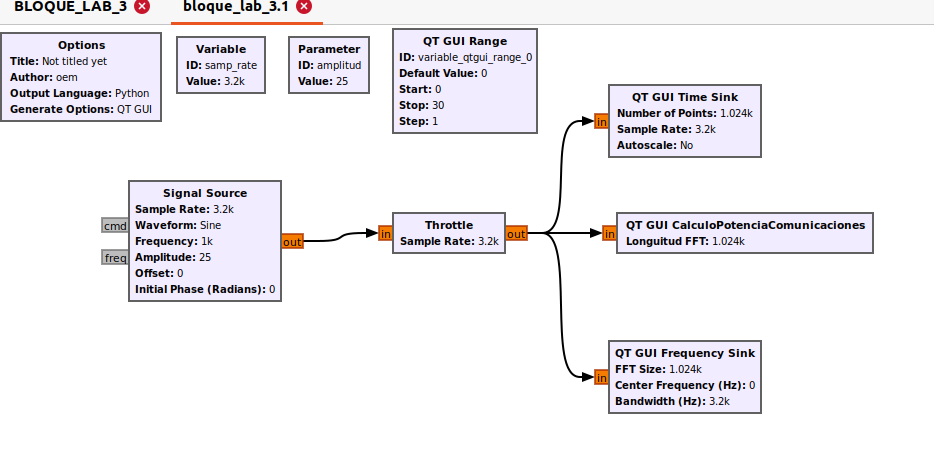 BLOQUE_LAB_3
bloque_lab_3.1
Options
Title: Not titled yet
Author: oem
Output Language: Python
Generate Options: QT GUI
Variable
ID: samp_rate
Value: 3.2k
Parameter
ID: amplitud
Value: 25
QT GUI Range
ID: variable_qtgui_range_0
Default Value: 0
Start: 0
Stop: 30
Step: 1
QT GUI Time Sink
Number of Points: 1.024k
Sample Rate: 3.2k
Autoscale: No
in
Signal Source
Sample Rate: 3.2k
Waveform: Sine
Frequency: 1k
Amplitude: 25
Offset: 0
Initial Phase (Radians): 0
cmd
freq
out
in
Throttle
Sample Rate: 3.2k
out
in
QT GUI CalculoPotenciaComunicaciones
Longuitud FFT: 1.024k
in
QT GUI Frequency Sink
FFT Size: 1.024k
Center Frequency (Hz): 0
Bandwidth (Hz): 3.2k